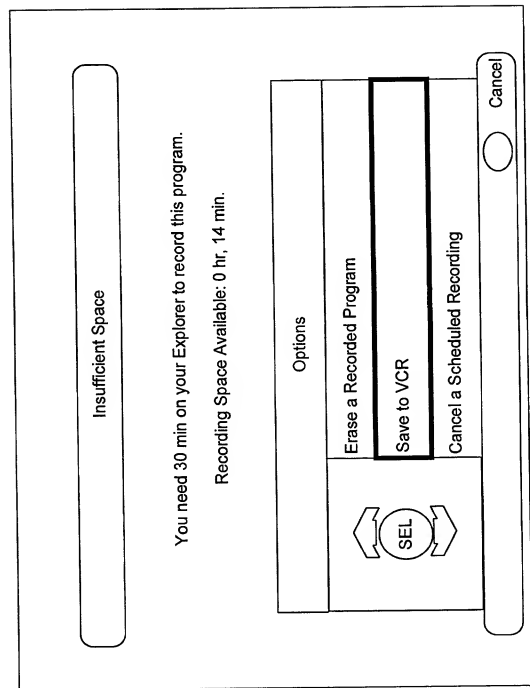 Insufficient Space
You need 30 min on your Explorer to record this program.
Recording Space Available: 0 hr, 14 min.
Options
Erase a Recorded Program
Save to VCR
Cancel a Scheduled Recording
SEL
Cancel